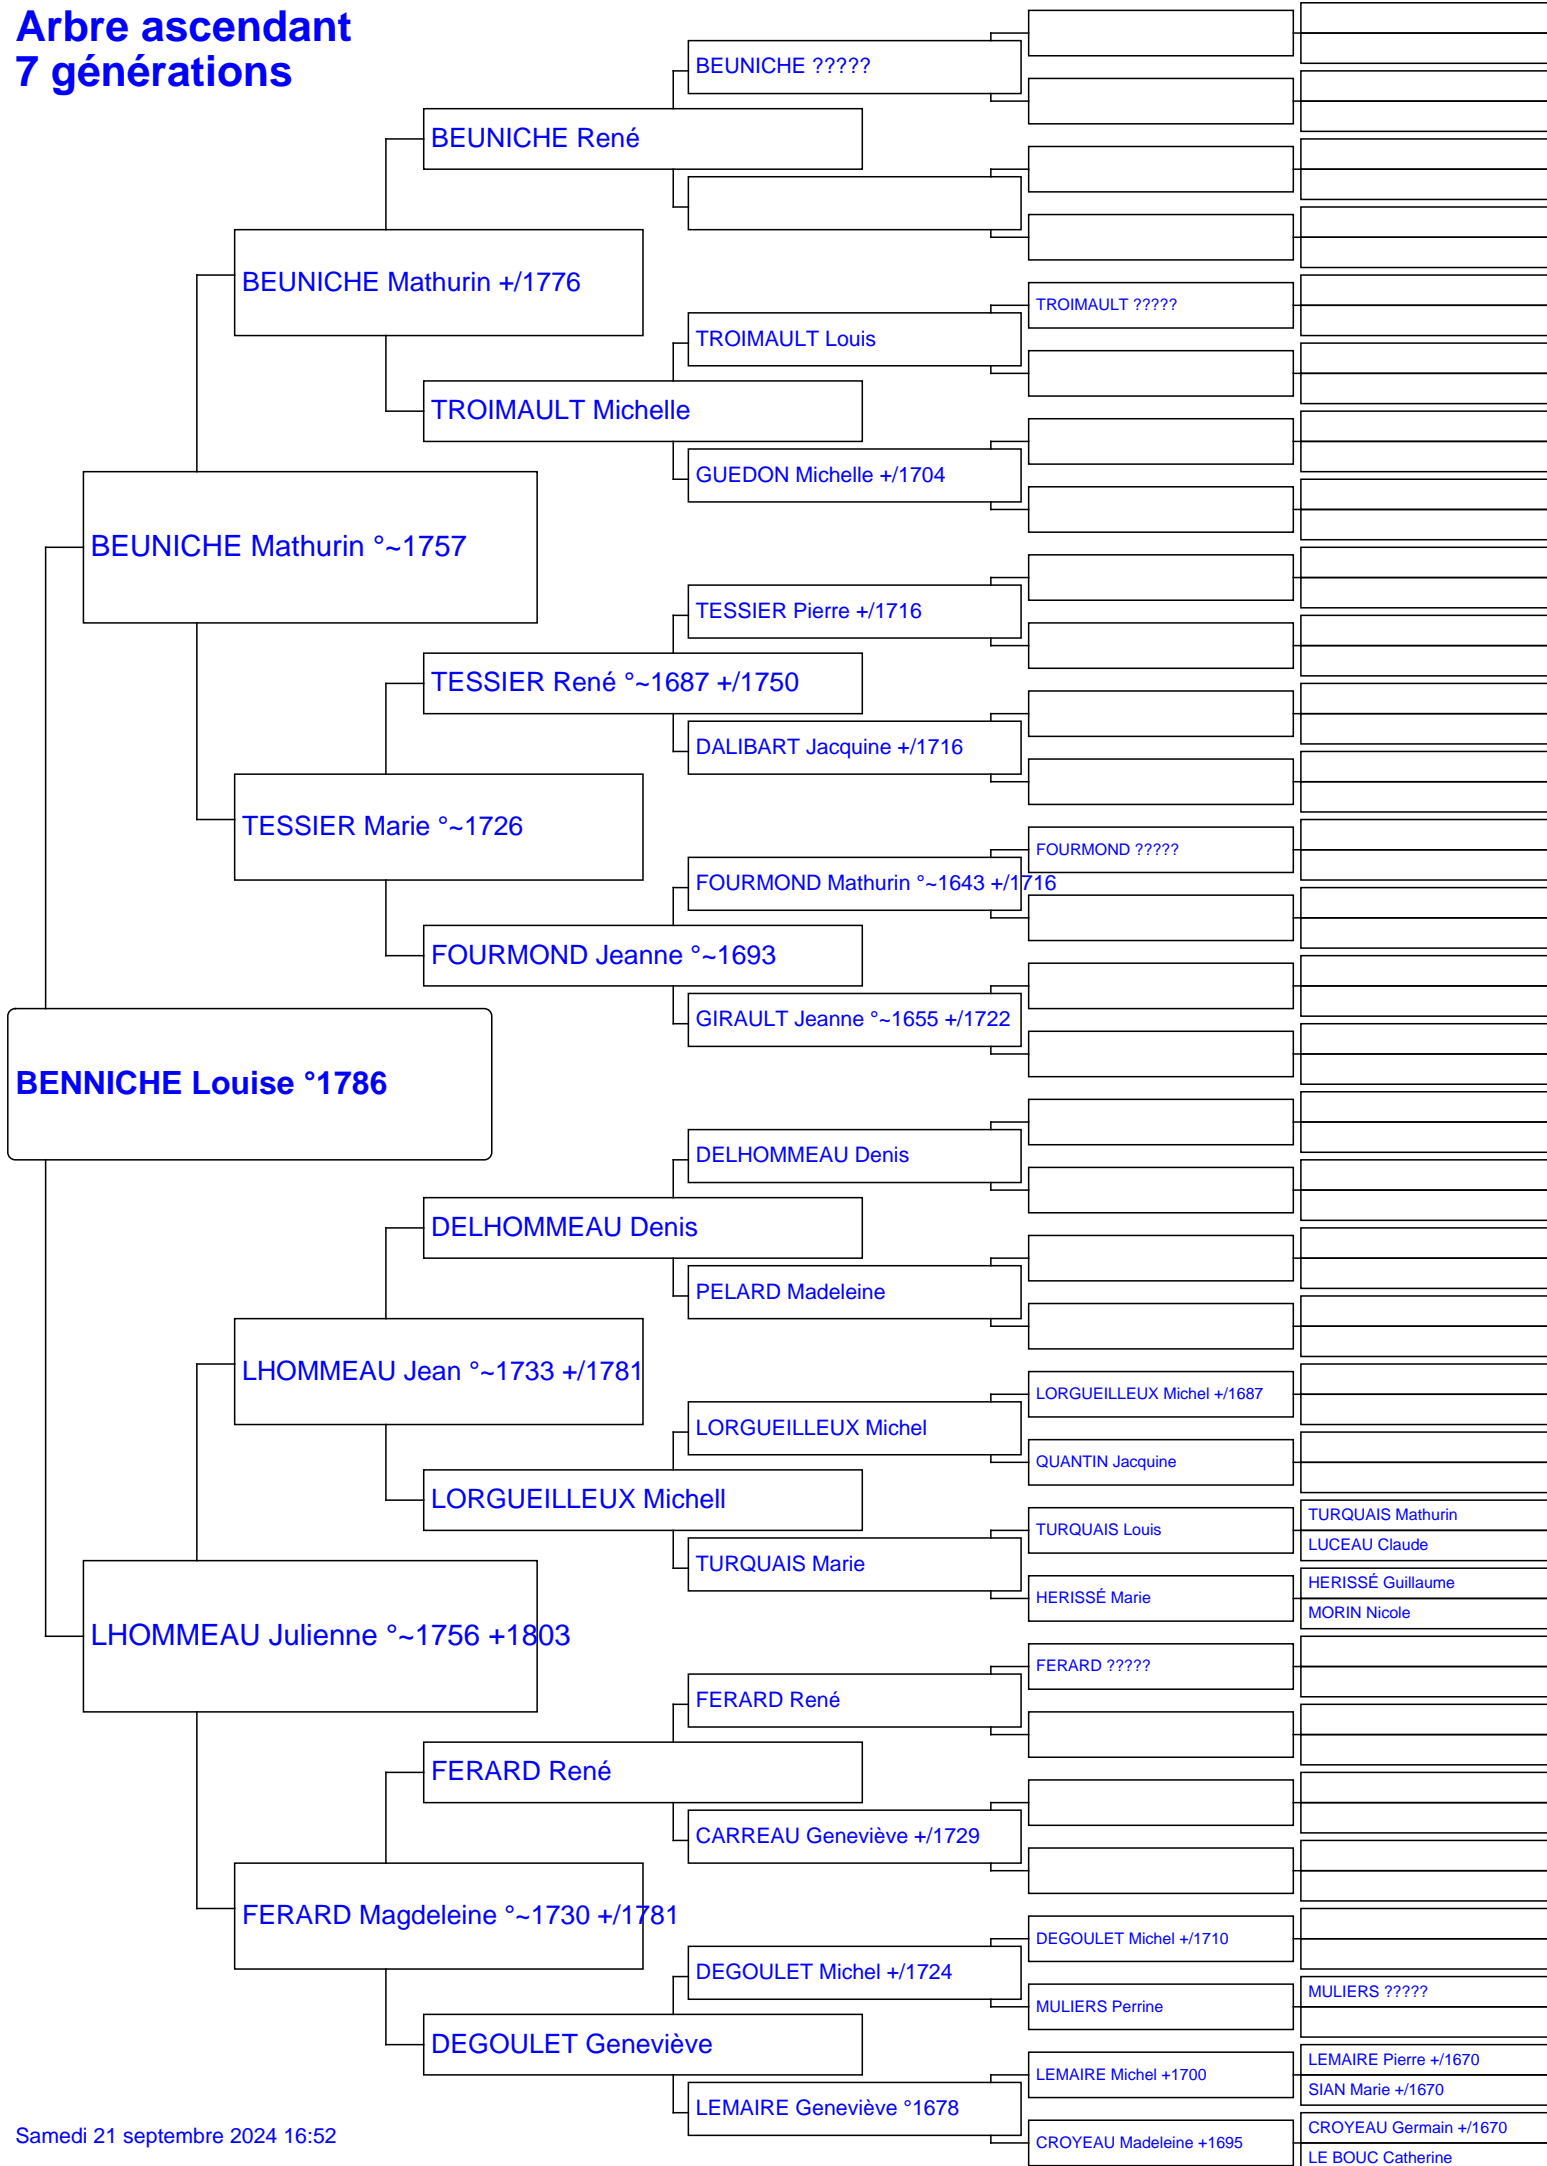 Arbre ascendant
7 générations
BEUNICHE ?????
BEUNICHE René
BEUNICHE Mathurin +/1776
TROIMAULT ?????
TROIMAULT Louis
TROIMAULT Michelle
GUEDON Michelle +/1704
BEUNICHE Mathurin °~1757
TESSIER Pierre +/1716
TESSIER René °~1687 +/1750
DALIBART Jacquine +/1716
TESSIER Marie °~1726
FOURMOND ?????
FOURMOND Mathurin °~1643 +/1716
FOURMOND Jeanne °~1693
GIRAULT Jeanne °~1655 +/1722
BENNICHE Louise °1786
DELHOMMEAU Denis
DELHOMMEAU Denis
PELARD Madeleine
LHOMMEAU Jean °~1733 +/1781
LORGUEILLEUX Michel +/1687
LORGUEILLEUX Michel
QUANTIN Jacquine
LORGUEILLEUX Michell
TURQUAIS Mathurin
TURQUAIS Louis
LUCEAU Claude
TURQUAIS Marie
HERISSÉ Guillaume
HERISSÉ Marie
MORIN Nicole
LHOMMEAU Julienne °~1756 +1803
FERARD ?????
FERARD René
FERARD René
CARREAU Geneviève +/1729
FERARD Magdeleine °~1730 +/1781
DEGOULET Michel +/1710
DEGOULET Michel +/1724
MULIERS ?????
MULIERS Perrine
DEGOULET Geneviève
LEMAIRE Pierre +/1670
LEMAIRE Michel +1700
SIAN Marie +/1670
LEMAIRE Geneviève °1678
CROYEAU Germain +/1670
CROYEAU Madeleine +1695
LE BOUC Catherine
Samedi 21 septembre 2024 16:52